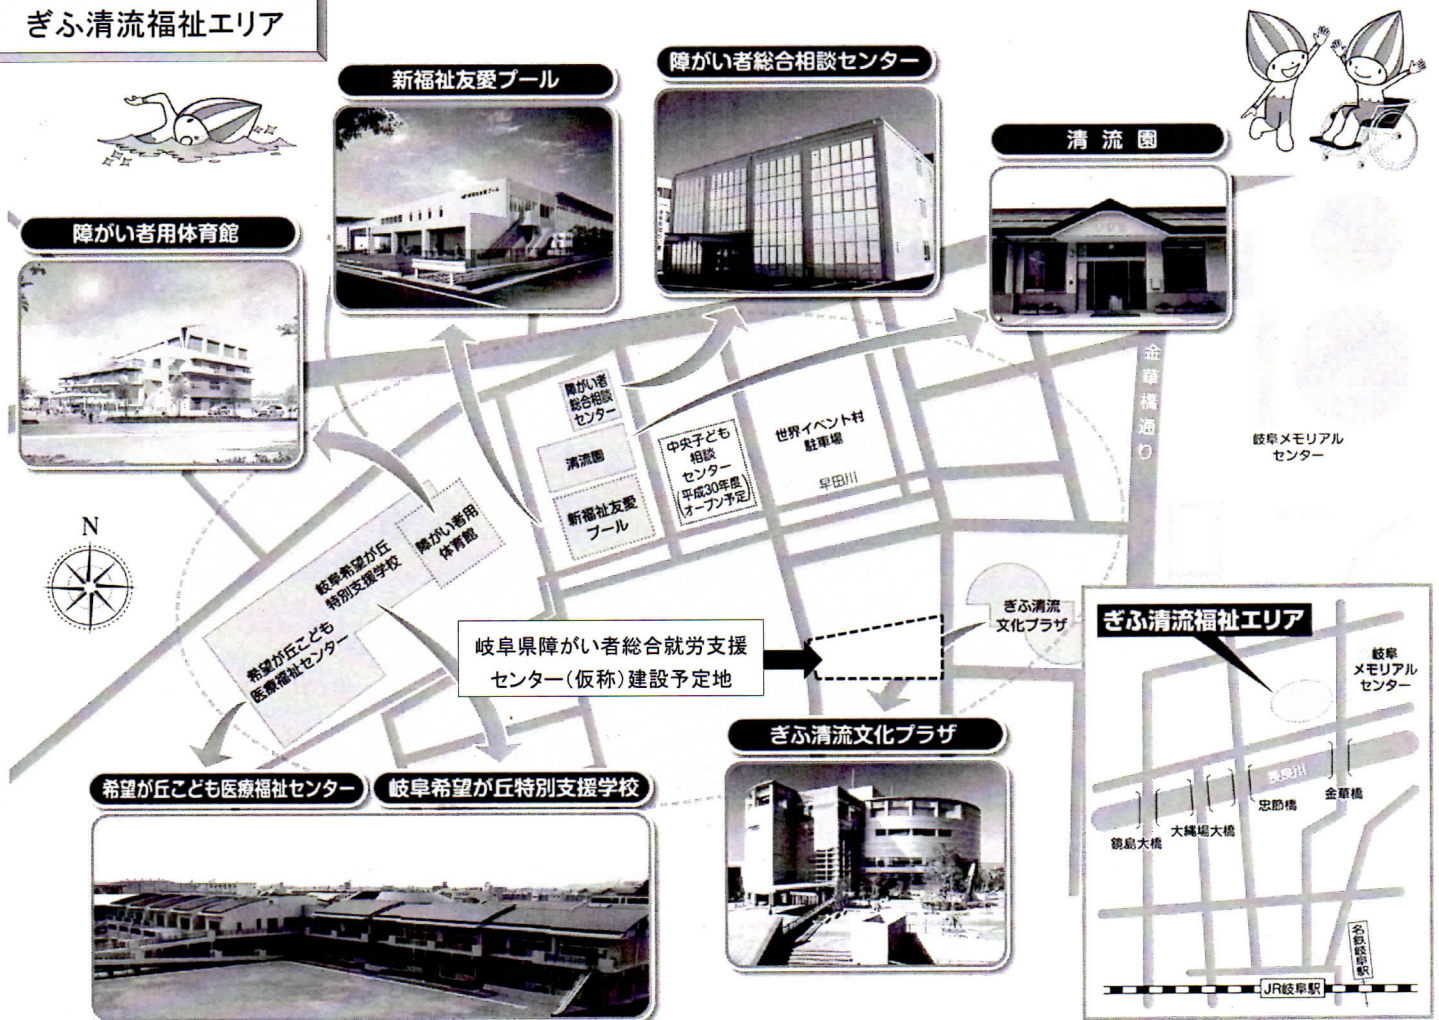 ぎふ清流福祉エリア
新福祉友愛プール
障がい者総合相談センター
清流園
障がい者用体育館
金華橋通り
岐阜メモリアル
センター
障がい者
総合相談
センター
清流園
新福祉友愛
プール
中央子ども
相談
センター
(平成30年度
オープン予定)
世界イベント村
駐車場
早田川
N
障がい者用
体育館
岐阜希望が丘
特別支援学校
希望が丘こども
医療福祉センター
岐阜県障がい者総合就労支援
センター(仮称)建設予定地
ぎふ清流
文化プラザ
ぎふ清流文化プラザ
希望が丘こども医療福祉センター
岐阜希望が丘特別支援学校
ぎふ清流福祉エリア
岐阜
メモリアル
センター
長良川
鏡島大橋
大縄場大橋
忠節橋
金華橋
名鉄岐阜駅
JR岐阜駅